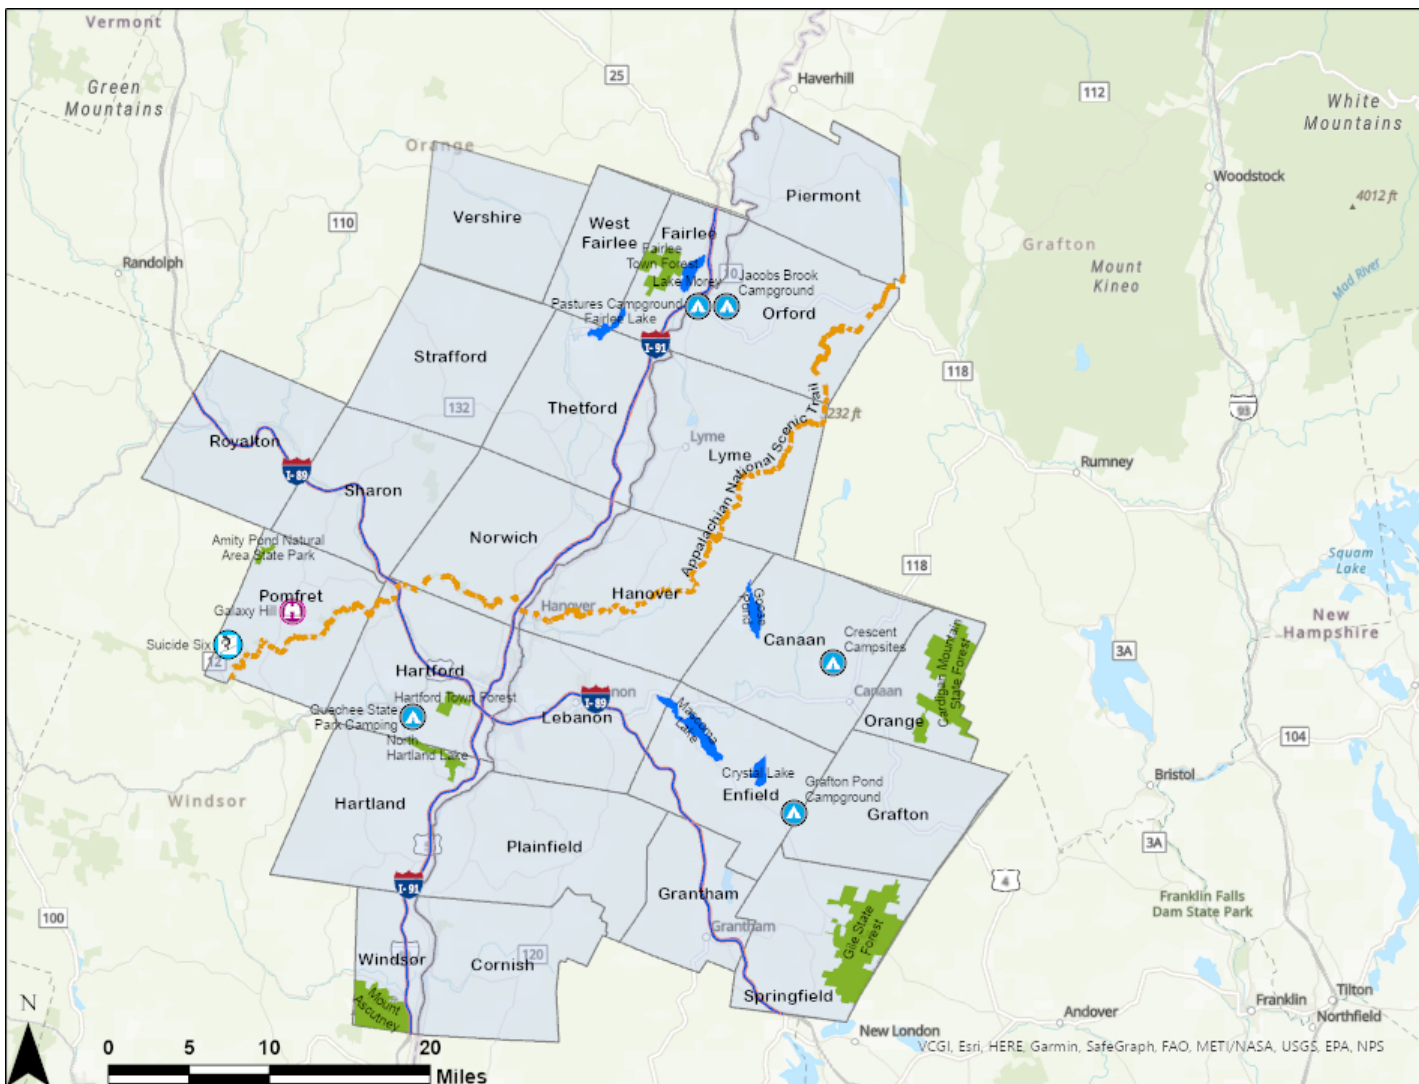 Vermont
Green
Mountains
25
Haverhill
112
White
Mountains
Orange
Piermont
Woodstock
4012 ft
Vershire
West
Fairlee
Fairlee
110
Grafton
Randolph
Fairlee
Town Forest
Lake Morey
10
Jacobs Brook
Campground
Mount
Kineo
Mad River
Pastures Campground
Fairlee Lake
Orford
I-91
Strafford
118
132
Thetford
232 ft
93
Royalton
Lyme
Lyme
Appalachian National Scenic Trail
I-89
Sharon
Rumney
Amity Pond Natural
Area State Park
Norwich
118
Squam
Lake
Pomfret
Galaxy Hill
Hanover
Hanover
Goose
Pond
New
Hampshire
Suicide Six
12
Canaan
Crescent
Campsites
3A
Cardigan Mountain
State Forest
Hartford
Hartford Town Forest
Quechee State
Park Camping
I-89
non
Lebanon
Canaan
Orange
Mascoma
Lake
104
North
Hartland Lake
Crystal Lake
Enfield
Grafton Pond
Campground
Bristol
Windsor
Hartland
Grafton
5
Plainfield
3A
I-91
Grantham
4
100
Grantham
Gile State
Forest
Franklin Falls
Dam State Park
Windsor
120
Cornish
Mount
Ascutney
Springfield
Tilton
Franklin
Northfield
Andover
New London
N
0 5 10 20
Miles
VCGI, Esri, HERE, Garmin, SafeGraph, FAO, METI/NASA, USGS, EPA, NPS